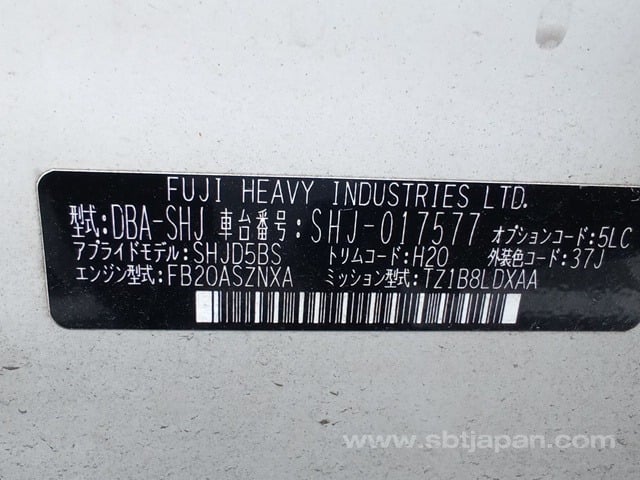 FUJI HEAVY INDUSTRIES LTD.
型式:DBA-SHJ 車台番号:SHJ-017577 オプションコード:5LC
アプライドモデル:SHJD5BS トリムコード:H20 外装色コード:37J
エンジン型式:FB20ASZNXA ミッション型式:TZ1B8LDXAA
www.sbtjapan.com